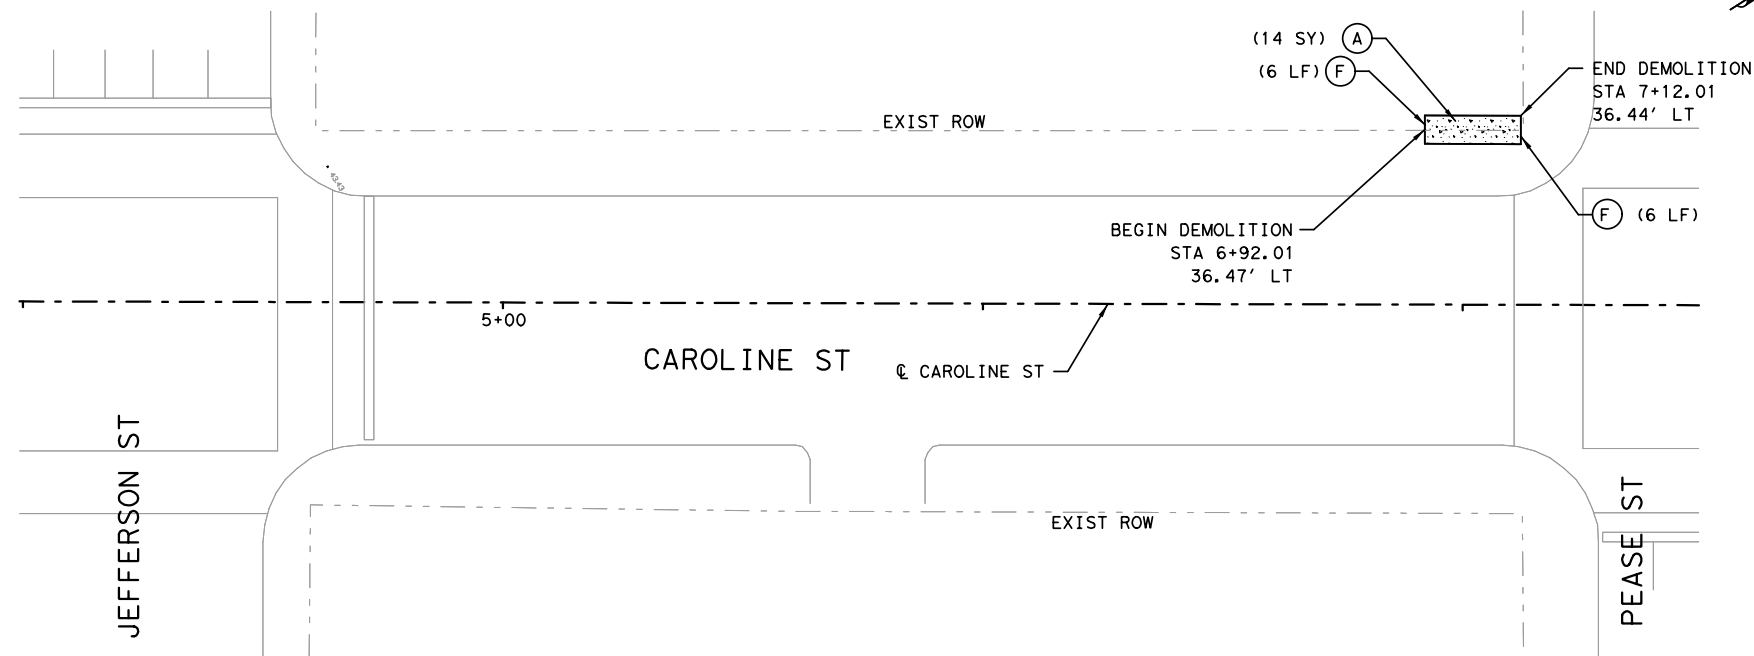 (14 SY) A
(6 LF) F
END DEMOLITION
STA 7+12.01
36.44' LT
EXIST ROW
4343
F (6 LF)
BEGIN DEMOLITION
STA 6+92.01
36.47' LT
5+00
CAROLINE ST
℄ CAROLINE ST
JEFFERSON ST
PEASE ST
EXIST ROW